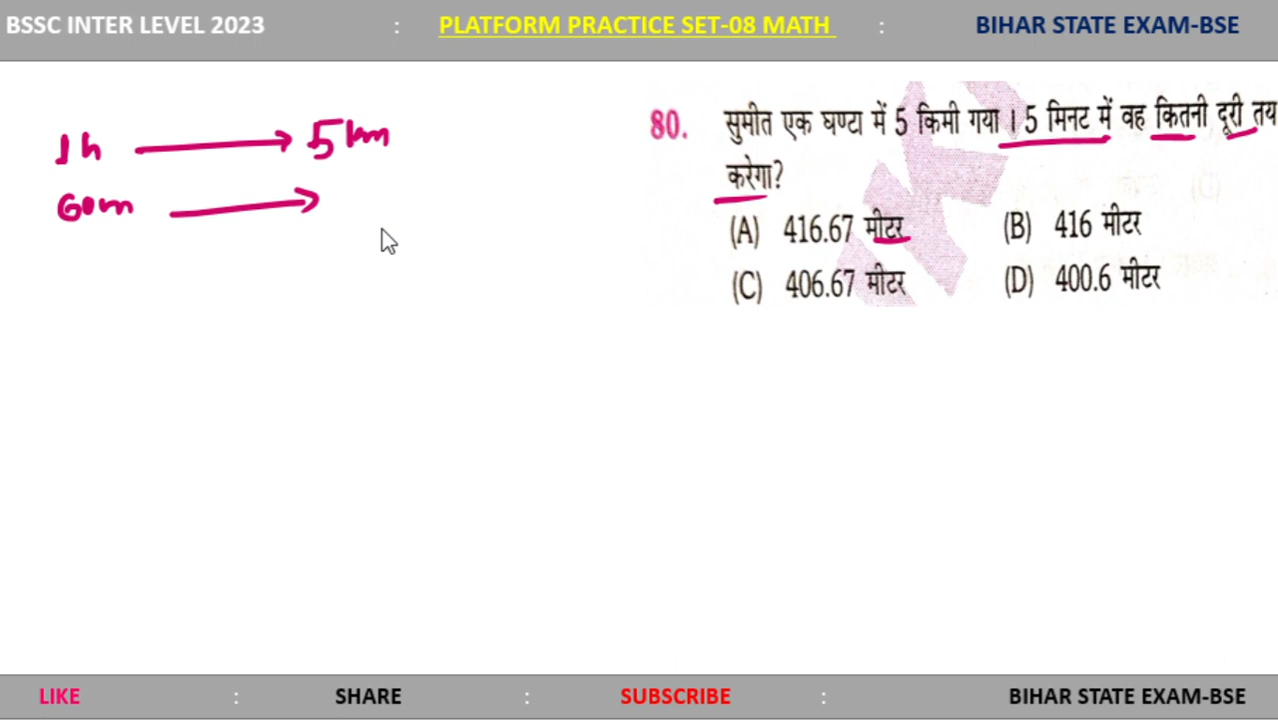 BSSC INTER LEVEL 2023 : PLATFORM PRACTICE SET-08 MATH : BIHAR STATE EXAM-BSE
1h → 5 km
60m →
80. सुमीत एक घण्टा में 5 किमी गया । 5 मिनट में वह कितनी दूरी तय
करेगा?
(A) 416.67 मीटर (B) 416 मीटर
(C) 406.67 मीटर (D) 400.6 मीटर
LIKE : SHARE : SUBSCRIBE : BIHAR STATE EXAM-BSE